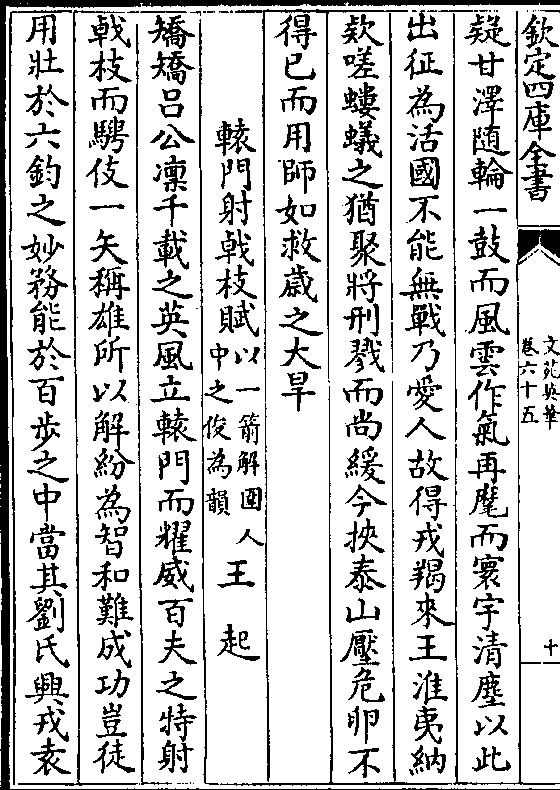 欽定四庫全書
文苑英華
卷六十五
十
疑甘澤随輪一鼓而風雲作氣再麾而寰宇清塵以此
出征為活國不能無戰乃愛人故得戎羯來王淮夷納
欵嗟螻蟻之猶聚將刑戮而尚緩今挾泰山壓危卵不
得已而用師如救歲之大旱
轅門射戟枝賦以一箭解圍人中之俊為韻 王起
矯矯呂公凛千載之英風立轅門而耀威百夫之特射
戟枝而騁伎一矢稱雄所以解紛為智和難成功豈徒
用壯於六鈞之妙務能於百步之中當其劉氏興戎袁